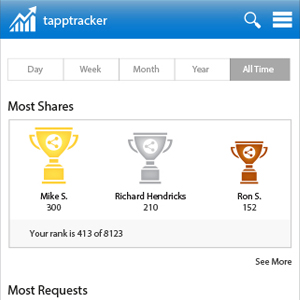 tapptracker
Day Week Month Year All Time
Most Shares
Mike S. Richard Hendricks Ron S.
300 210 152
Your rank is 413 of 8123
See More
Most Requests